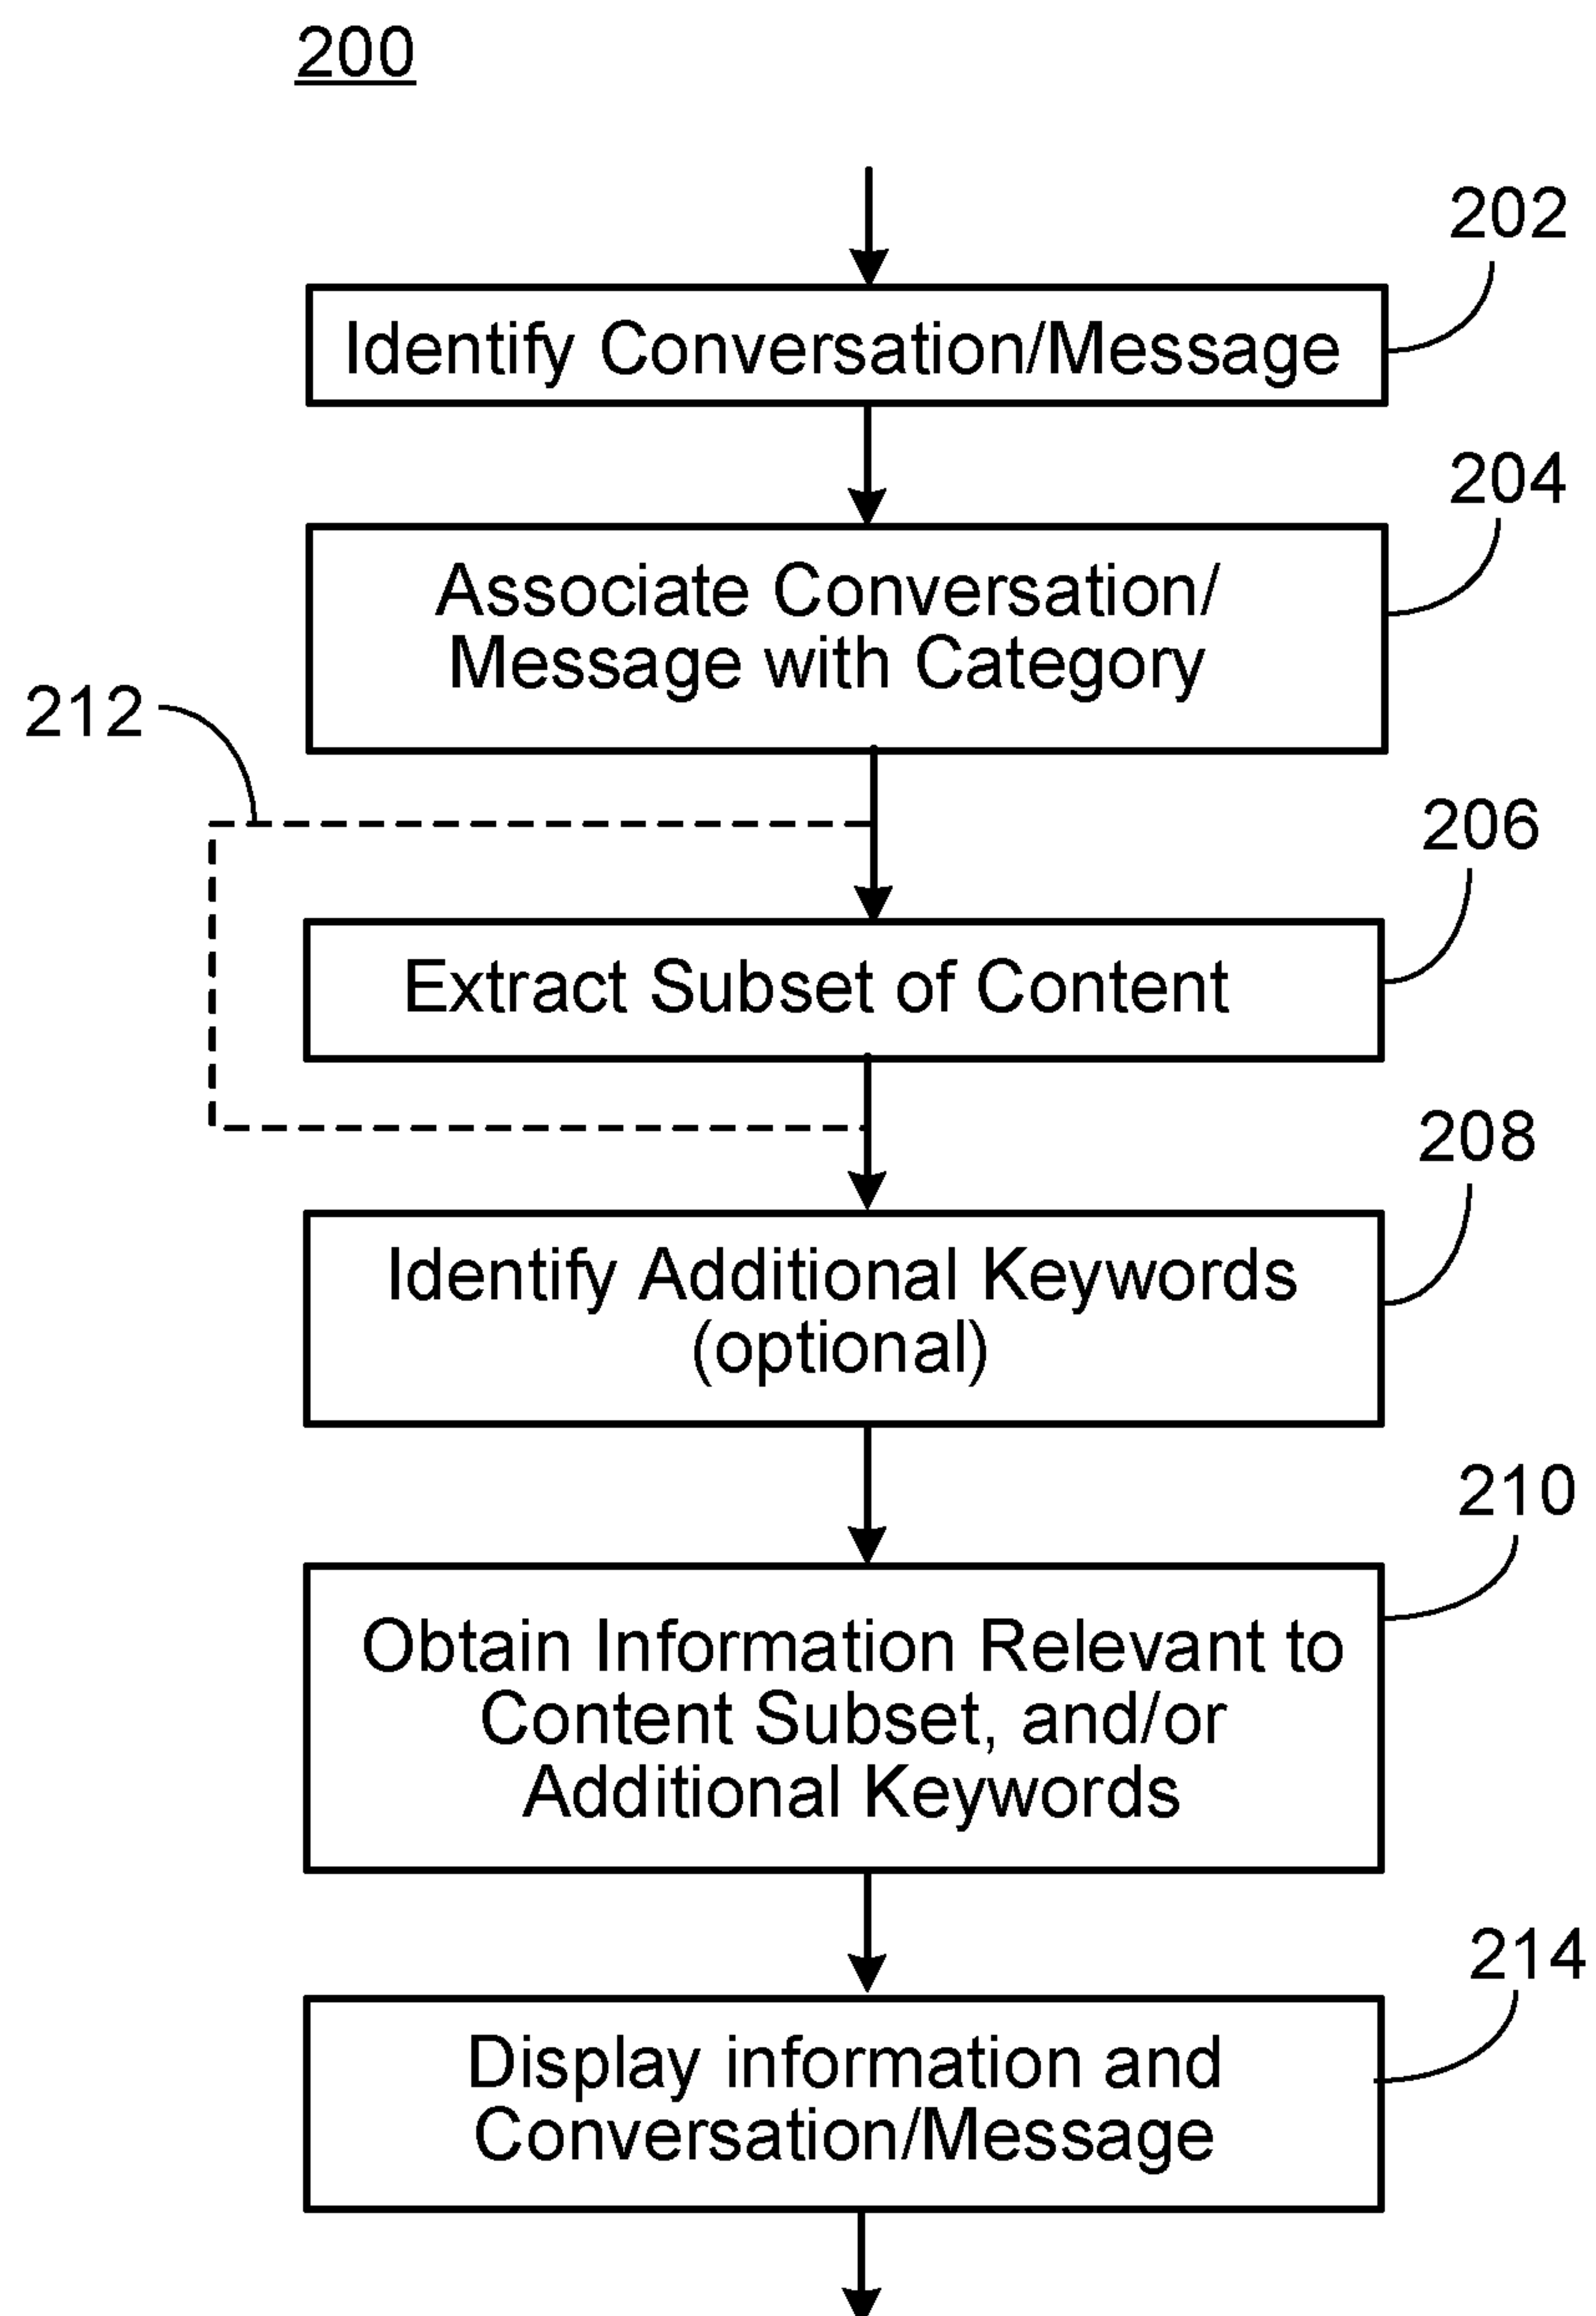 200
202
Identify Conversation/Message
204
Associate Conversation/
Message with Category
212
206
Extract Subset of Content
208
Identify Additional Keywords
(optional)
210
Obtain Information Relevant to
Content Subset, and/or
Additional Keywords
214
Display information and
Conversation/Message